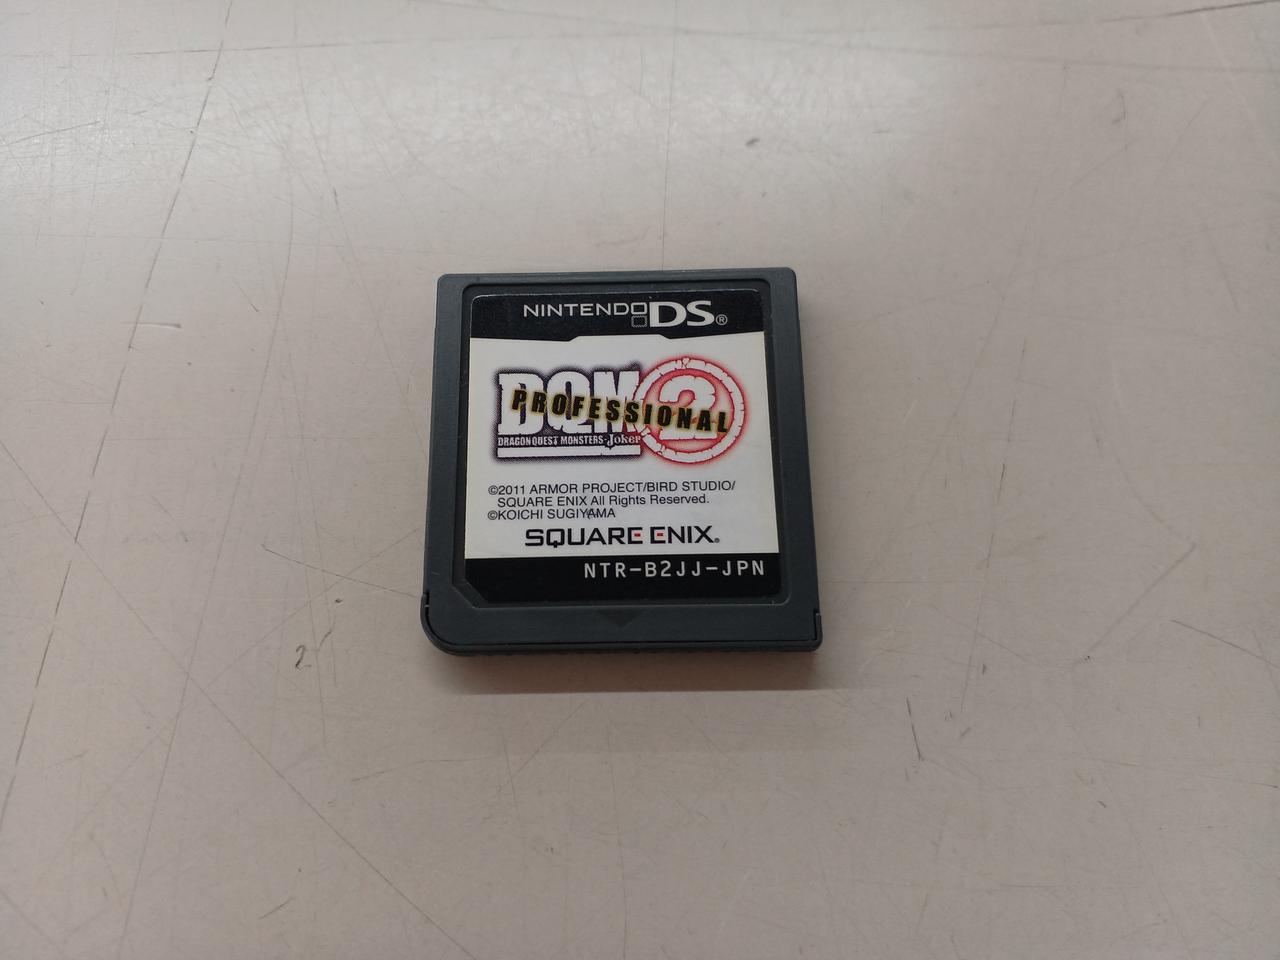 NINTENDO DS®
DQM 2
PROFESSIONAL
DRAGON QUEST MONSTERS-Joker
©2011 ARMOR PROJECT/BIRD STUDIO/
SQUARE ENIX All Rights Reserved.
©KOICHI SUGIYAMA
SQUARE ENIX®
NTR-B2JJ-JPN